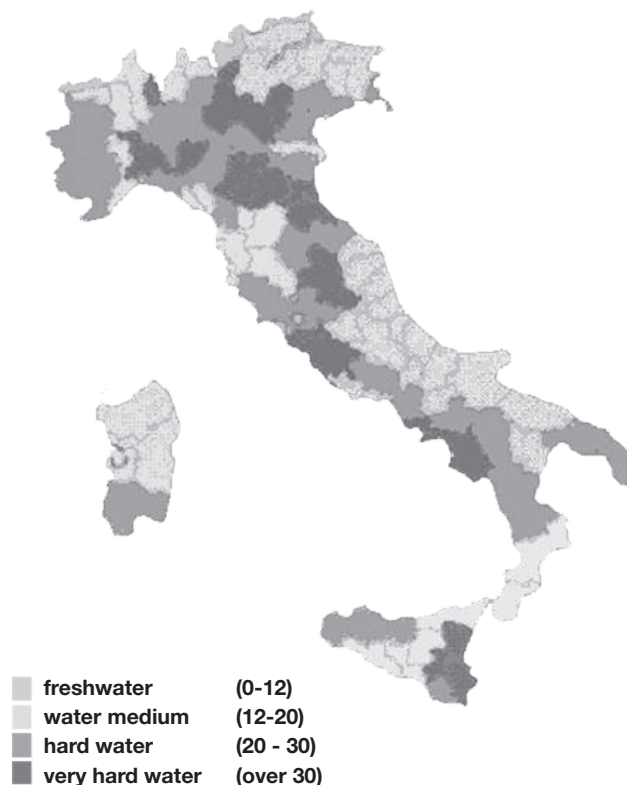 freshwater (0-12)
water medium (12-20)
hard water (20 - 30)
very hard water (over 30)